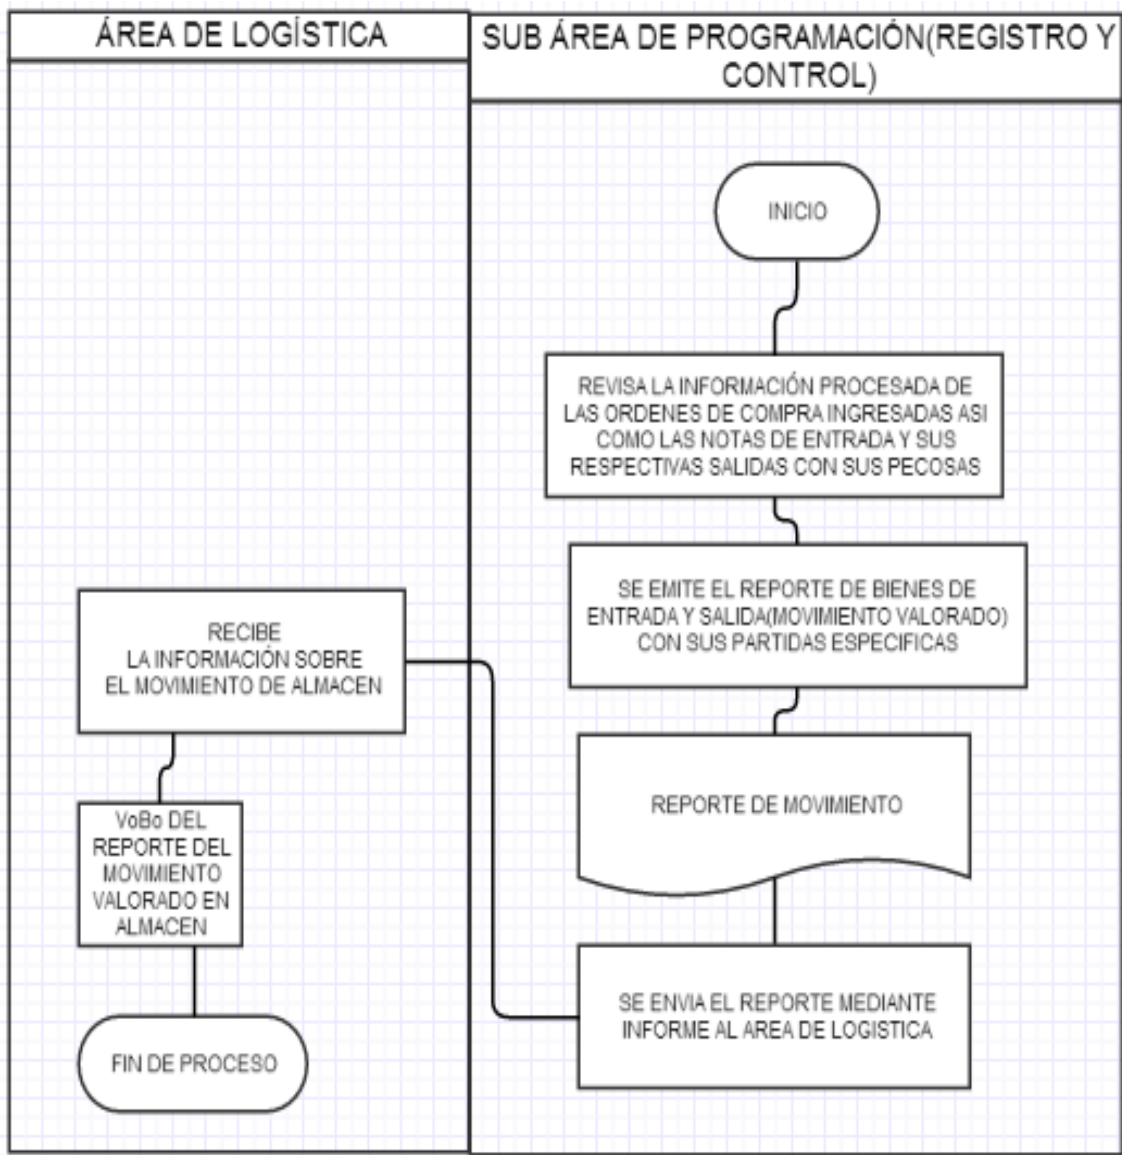 ÁREA DE LOGÍSTICA
SUB ÁREA DE PROGRAMACIÓN(REGISTRO Y
CONTROL)
INICIO
REVISA LA INFORMACIÓN PROCESADA DE
LAS ORDENES DE COMPRA INGRESADAS ASI
COMO LAS NOTAS DE ENTRADA Y SUS
RESPECTIVAS SALIDAS CON SUS PECOSAS
SE EMITE EL REPORTE DE BIENES DE
ENTRADA Y SALIDA(MOVIMIENTO VALORADO)
CON SUS PARTIDAS ESPECIFICAS
REPORTE DE MOVIMIENTO
SE ENVIA EL REPORTE MEDIANTE
INFORME AL AREA DE LOGISTICA
RECIBE
LA INFORMACIÓN SOBRE
EL MOVIMIENTO DE ALMACEN
VoBo DEL
REPORTE DEL
MOVIMIENTO
VALORADO EN
ALMACEN
FIN DE PROCESO